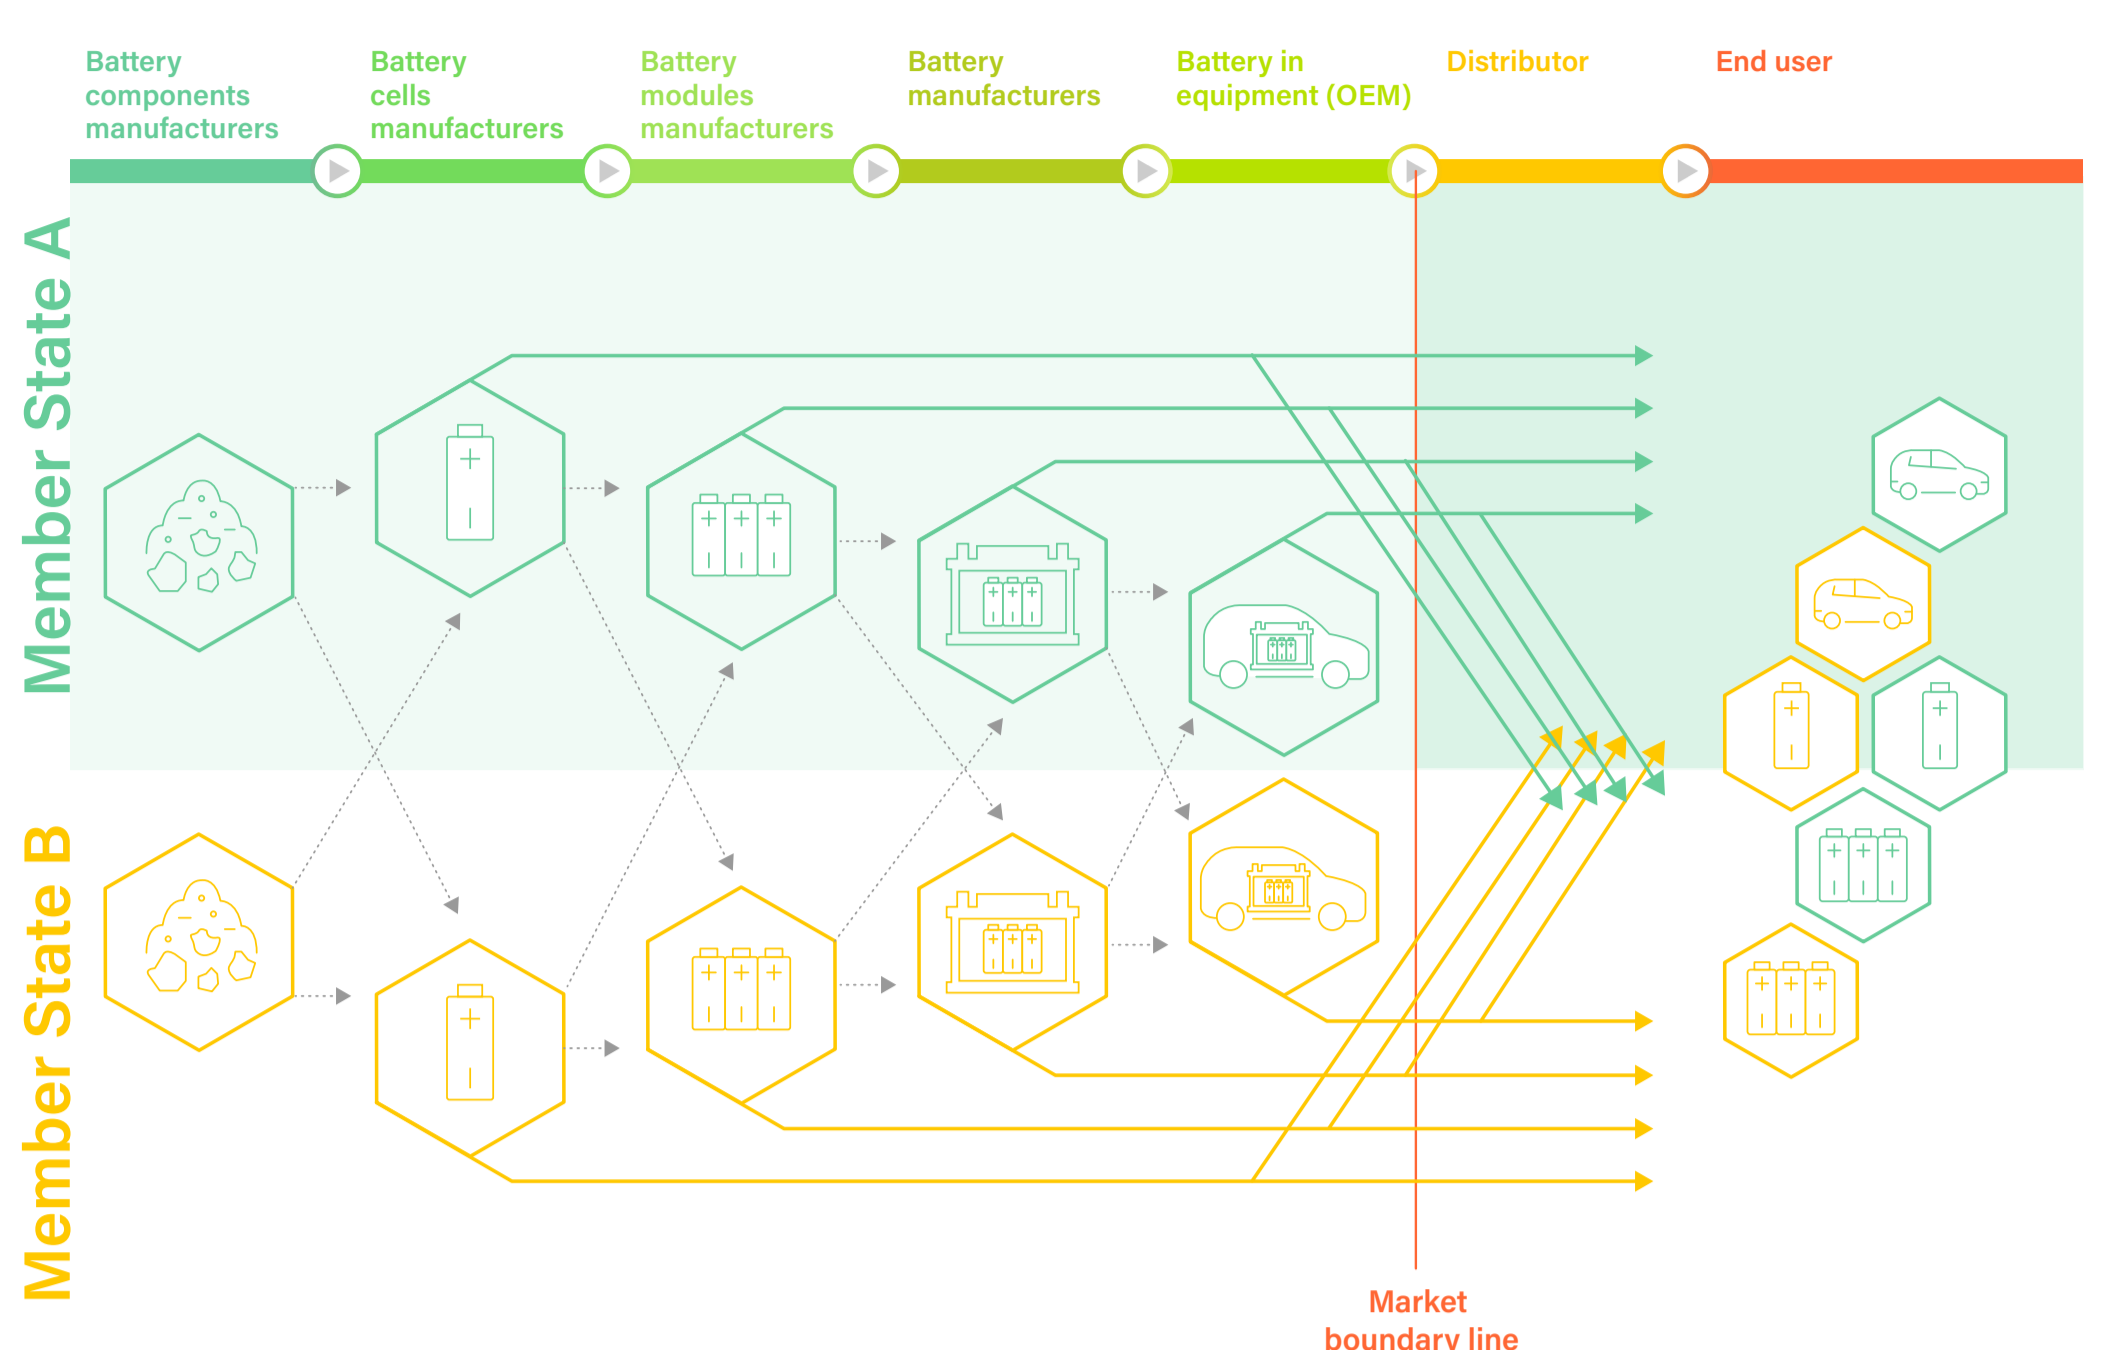 Battery
components
manufacturers
Battery
cells
manufacturers
Battery
modules
manufacturers
Battery
manufacturers
Battery in
equipment (OEM)
Distributor
End user
Member State A
Member State B
Market
boundary line